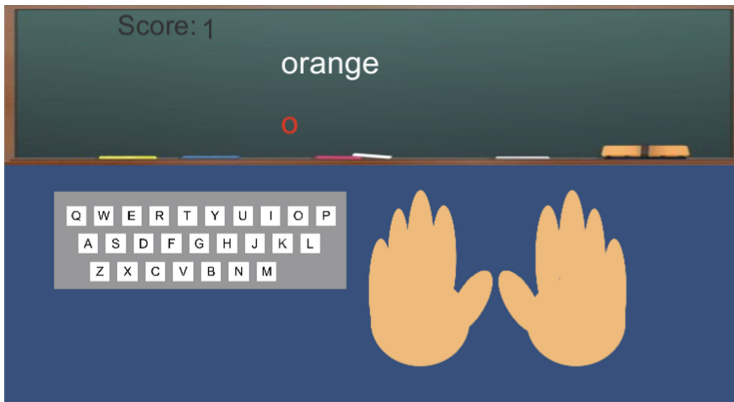 Score: 1
orange
o
Q W E R T Y U I O P
A S D F G H J K L
Z X C V B N M